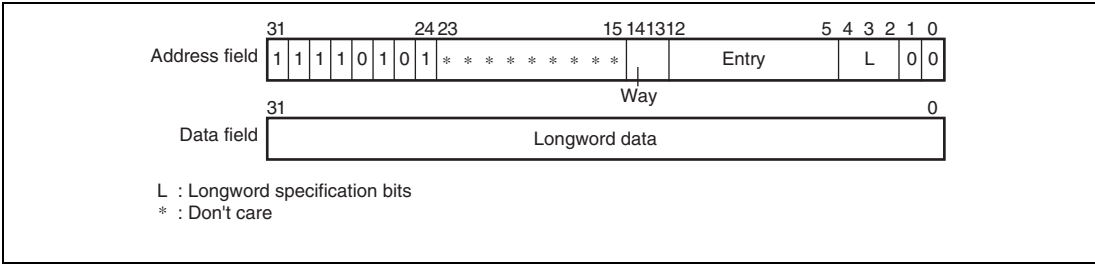 31 24 23 15 14 13 12 5 4 3 2 1 0
Address field 1 1 1 1 0 1 0 1 * * * * * * * * * Entry L 0 0
Way
31 0
Data field Longword data
L : Longword specification bits
* : Don't care